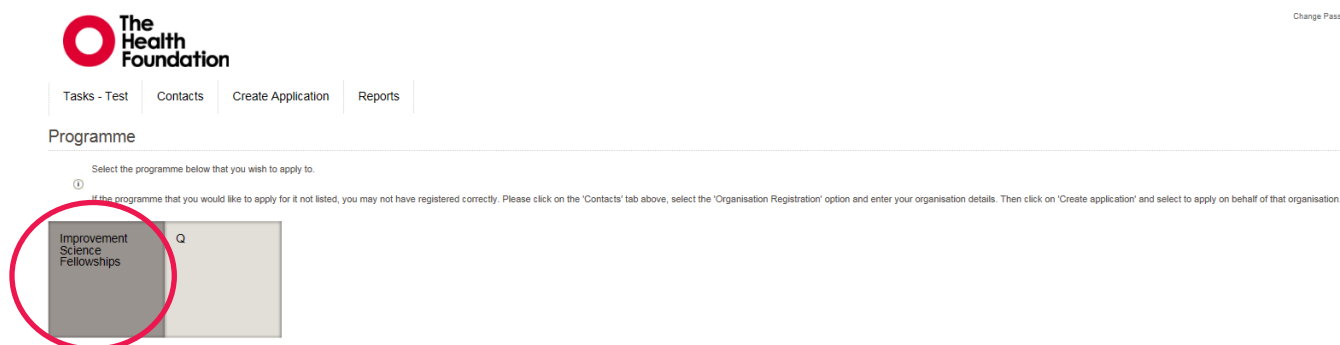 The
Health
Foundation
Change Pass
Tasks - Test Contacts Create Application Reports
Programme
Select the programme below that you wish to apply to.
If the programme that you would like to apply for it not listed, you may not have registered correctly. Please click on the 'Contacts' tab above, select the 'Organisation Registration' option and enter your organisation details. Then click on 'Create application' and select to apply on behalf of that organisation
Improvement
Science
Fellowships
Q